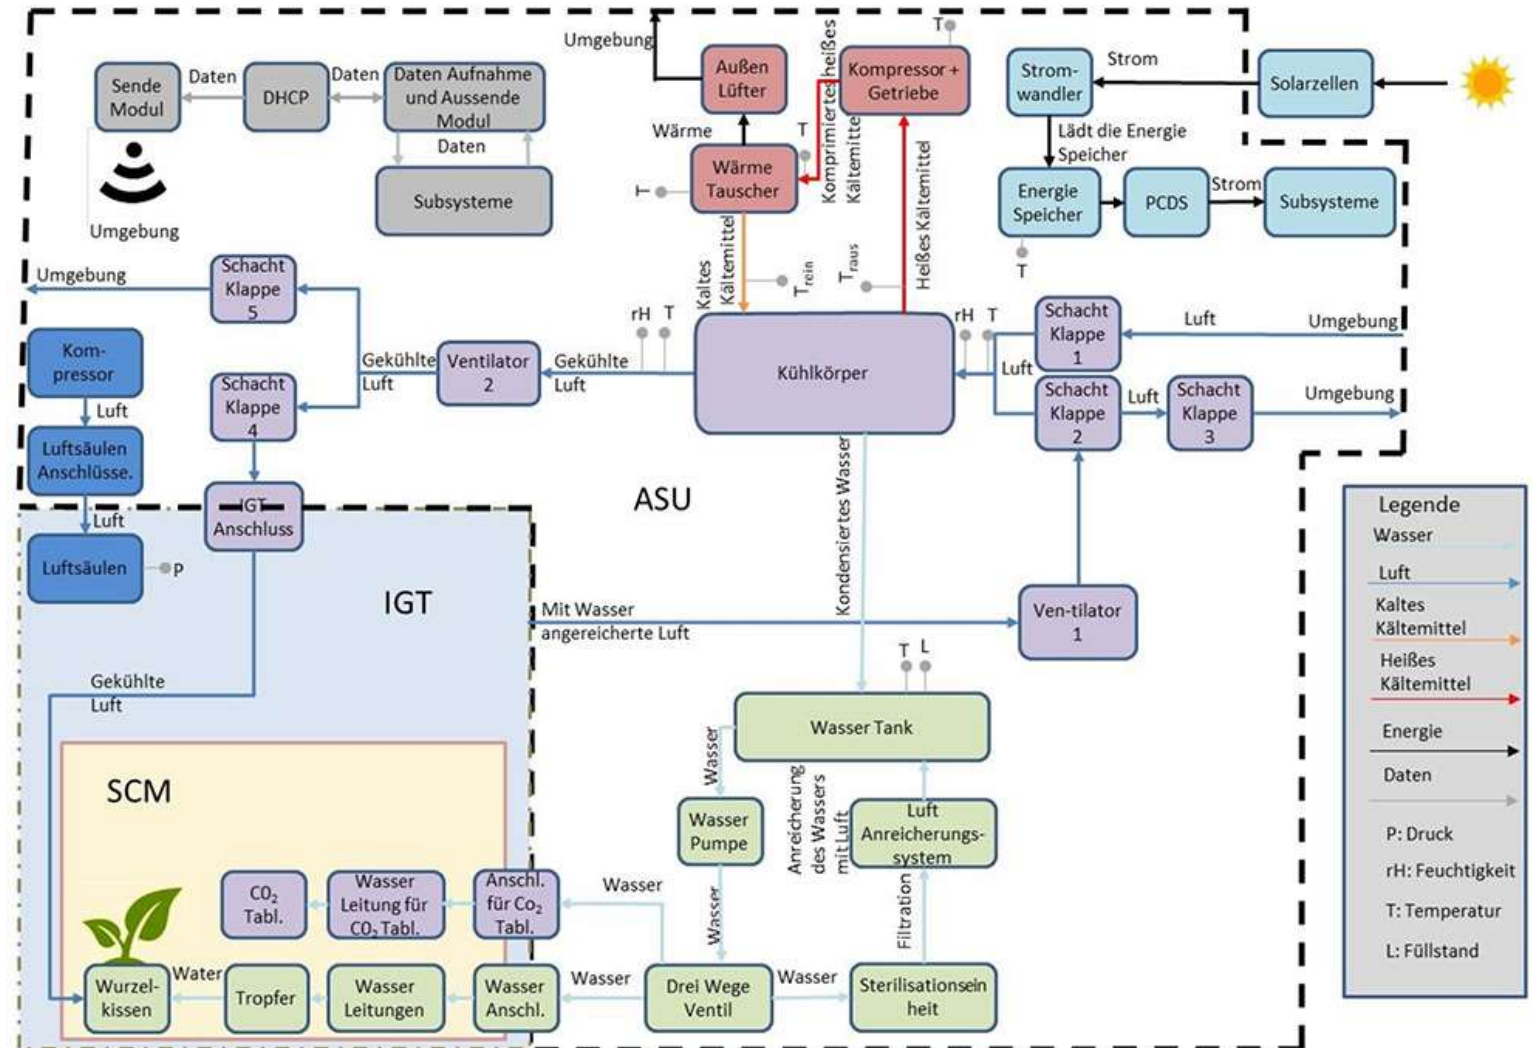 Sende
Modul
Daten
DHCP
Daten
Daten Aufnahme
und Aussende
Modul
Daten
Subsysteme
Umgebung
Umgebung
Außen
Lüfter
Wärme
Wärme
Tauscher
T
T
Komprimiertes heißes
Kältemittel
Kompressor +
Getriebe
T
Heißes Kältemittel
Kaltes
Kältemittel
Trein
Traus
Strom-
wandler
Strom
Solarzellen
Lädt die Energie
Speicher
Energie
Speicher
T
PCDS
Strom
Subsysteme
Umgebung
Schacht
Klappe
5
Gekühlte
Luft
Ventilator
2
Gekühlte
Luft
rH T
Kühlkörper
rH T
Luft
Schacht
Klappe
1
Luft
Umgebung
Schacht
Klappe
2
Luft
Schacht
Klappe
3
Umgebung
Kom-
pressor
Luft
Luftsäulen
Anschlüsse.
Luft
Luftsäulen
P
Schacht
Klappe
4
IGT
Anschluss
ASU
IGT
Mit Wasser
angereicherte Luft
Ven-tilator
1
Kondensiertes Wasser
T L
Gekühlte
Luft
SCM
Wasser Tank
Wasser
Wasser
Pumpe
Wasser
Anreicherung
des Wassers
mit Luft
Luft
Anreicherungs-
system
Filtration
CO2
Tabl.
Wasser
Leitung für
CO2 Tabl.
Anschl.
für Co2
Tabl.
Wasser
Wurzel-
kissen
Water
Tropfer
Wasser
Leitungen
Wasser
Anschl.
Wasser
Drei Wege
Ventil
Wasser
Sterilisationsein
heit
Legende
Wasser
Luft
Kaltes
Kältemittel
Heißes
Kältemittel
Energie
Daten
P: Druck
rH: Feuchtigkeit
T: Temperatur
L: Füllstand